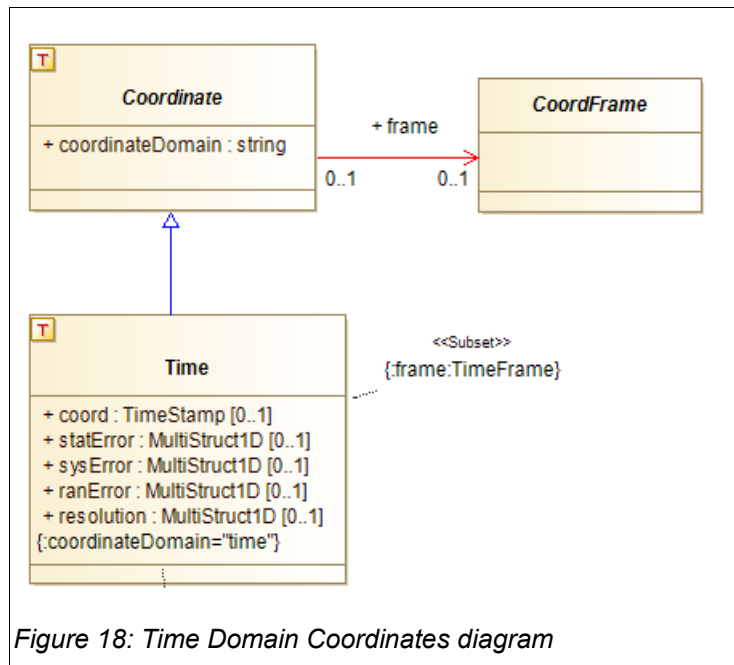 T
Coordinate
+ coordinateDomain : string
+ frame
0..1
0..1
CoordFrame
T
Time
+ coord : TimeStamp [0..1]
+ statError : MultiStruct1D [0..1]
+ sysError : MultiStruct1D [0..1]
+ ranError : MultiStruct1D [0..1]
+ resolution : MultiStruct1D [0..1]
{:coordinateDomain="time"}
<<Subset>>
{:frame:TimeFrame}
Figure 18: Time Domain Coordinates diagram